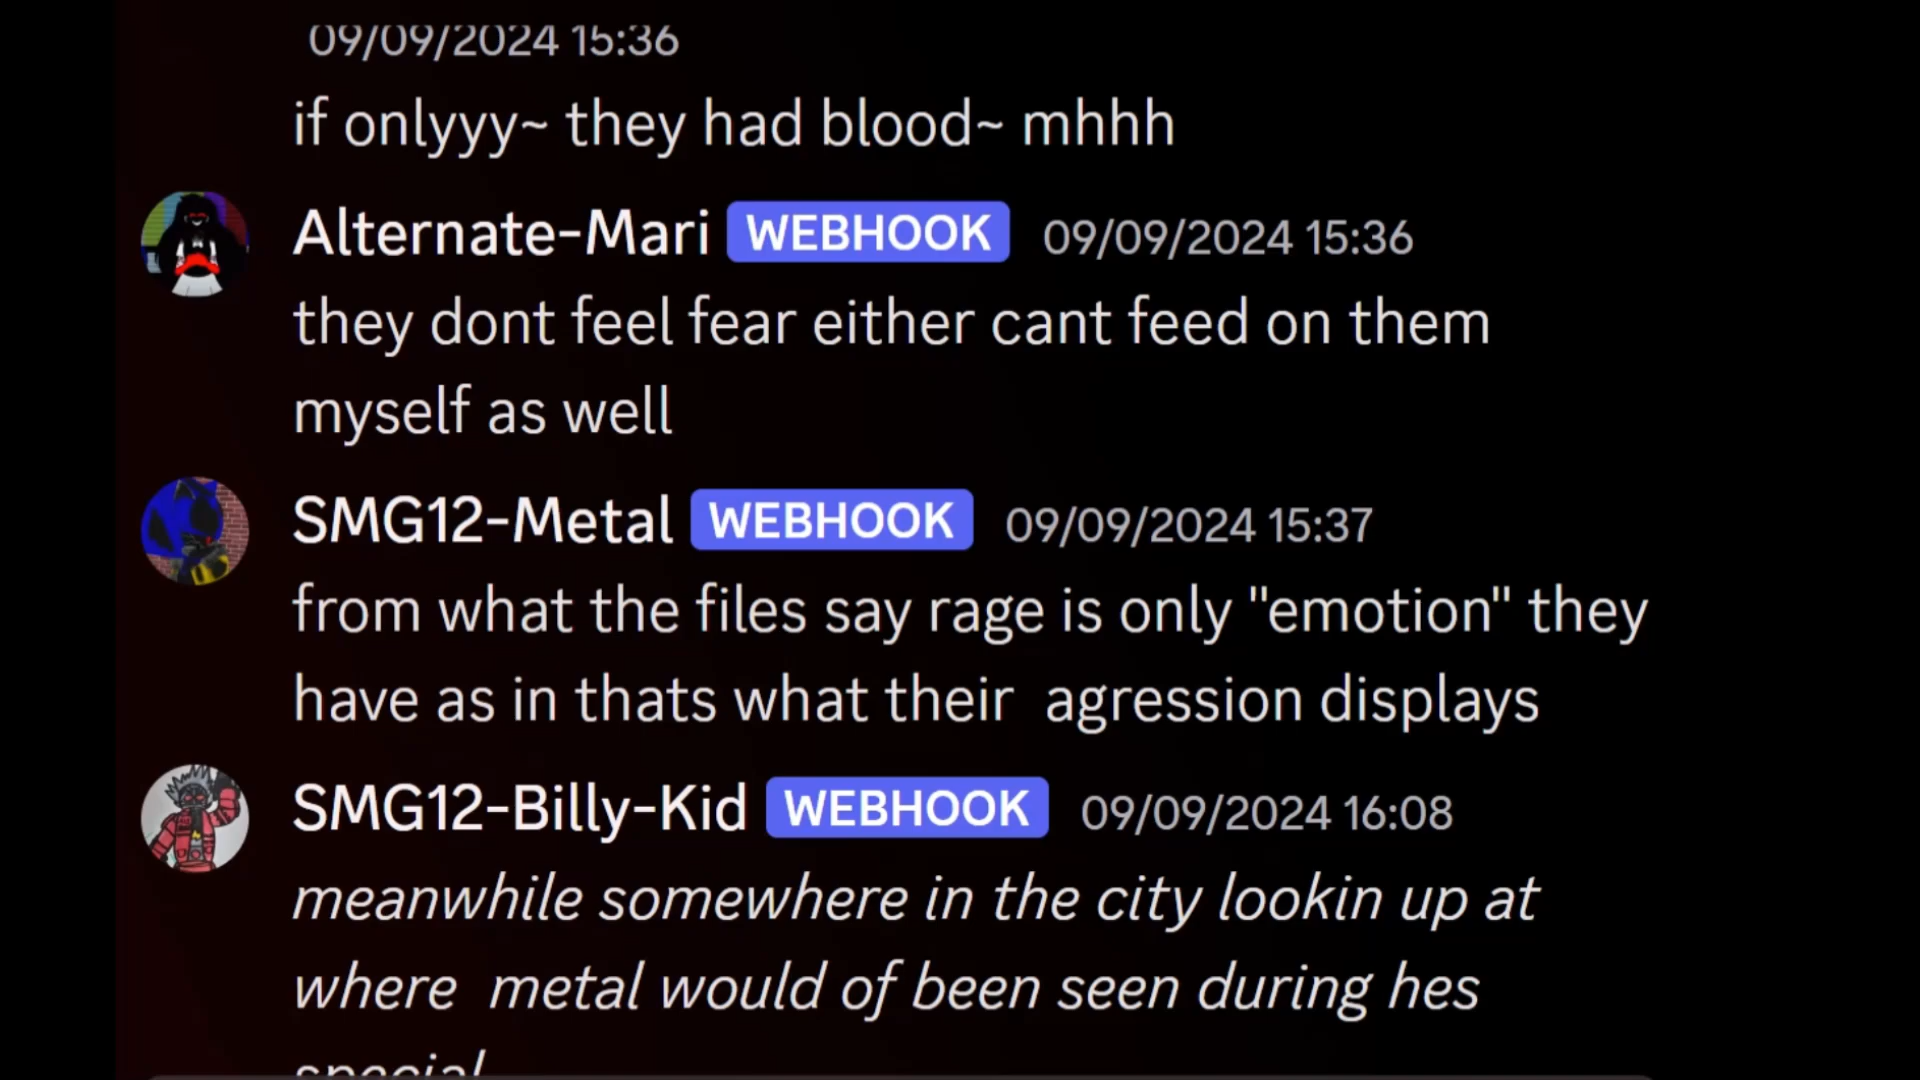 09/09/2024 15:36
if onlyyy~ they had blood~ mhhh
Alternate-Mari WEBHOOK 09/09/2024 15:36
they dont feel fear either cant feed on them
myself as well
SMG12-Metal WEBHOOK 09/09/2024 15:37
from what the files say rage is only "emotion" they
have as in thats what their  agression displays
SMG12-Billy-Kid WEBHOOK 09/09/2024 16:08
meanwhile somewhere in the city lookin up at
where  metal would of been seen during hes
special